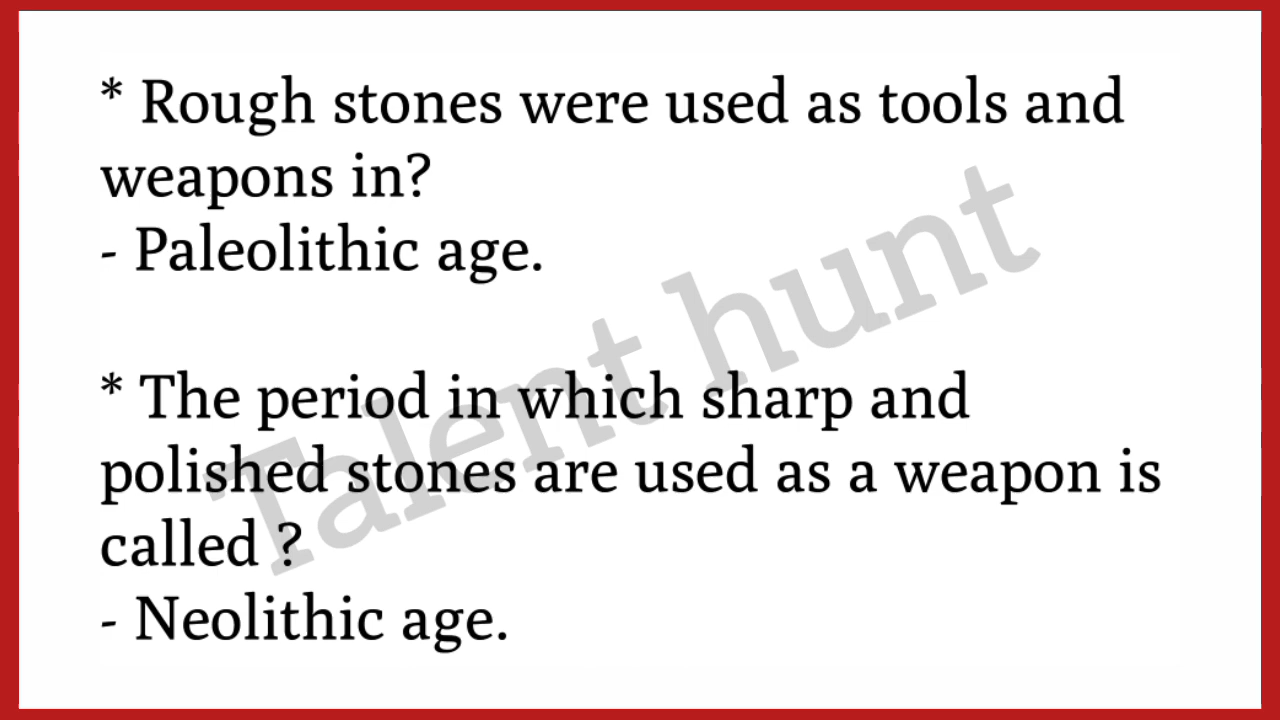 * Rough stones were used as tools and
weapons in?
- Paleolithic age.
* The period in which sharp and
polished stones are used as a weapon is
called ?
- Neolithic age.
Talent hunt